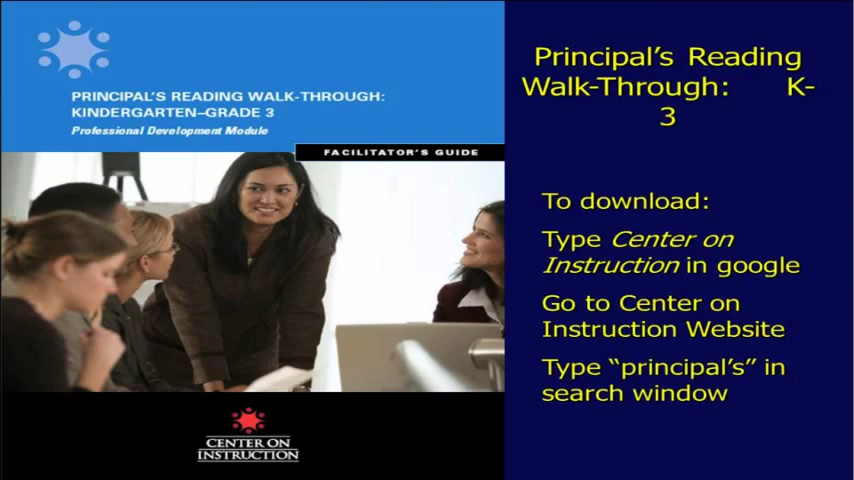 PRINCIPAL'S READING WALK-THROUGH:
KINDERGARTEN–GRADE 3
Professional Development Module
FACILITATOR'S GUIDE
CENTER ON
INSTRUCTION
Principal's Reading
Walk-Through: K-
3
To download:
Type Center on
Instruction in google
Go to Center on
Instruction Website
Type “principal's” in
search window